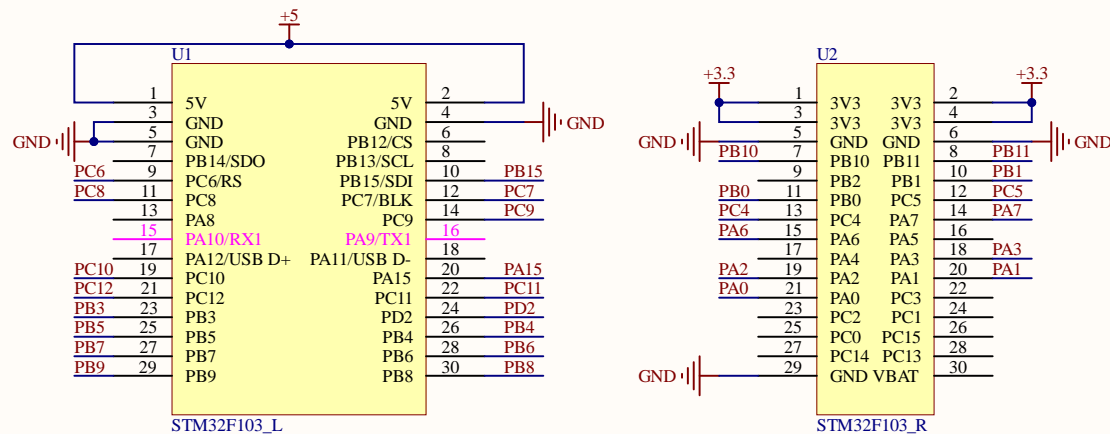 +5
U1
1 5V 5V 2
3 GND GND 4
GND 5 GND PB12/CS 6 GND
7 PB14/SDO PB13/SCL 8
PC6 9 PC6/RS PB15/SDI 10 PB15
PC8 11 PC8 PC7/BLK 12 PC7
13 PA8 PC9 14 PC9
15 PA10/RX1 PA9/TX1 16
17 PA12/USB D+ PA11/USB D- 18
PC10 19 PC10 PA15 20 PA15
PC12 21 PC12 PC11 22 PC11
PB3 23 PB3 PD2 24 PD2
PB5 25 PB5 PB4 26 PB4
PB7 27 PB7 PB6 28 PB6
PB9 29 PB9 PB8 30 PB8
STM32F103_L
U2
+3.3 +3.3
1 3V3 3V3 2
3 3V3 3V3 4
GND 5 GND GND 6 GND
PB10 7 PB10 PB11 8 PB11
9 PB2 PB1 10 PB1
PB0 11 PB0 PC5 12 PC5
PC4 13 PC4 PA7 14 PA7
PA6 15 PA6 PA5 16
17 PA4 PA3 18 PA3
PA2 19 PA2 PA1 20 PA1
PA0 21 PA0 PC3 22
23 PC2 PC1 24
25 PC0 PC15 26
27 PC14 PC13 28
GND 29 GND VBAT 30
STM32F103_R